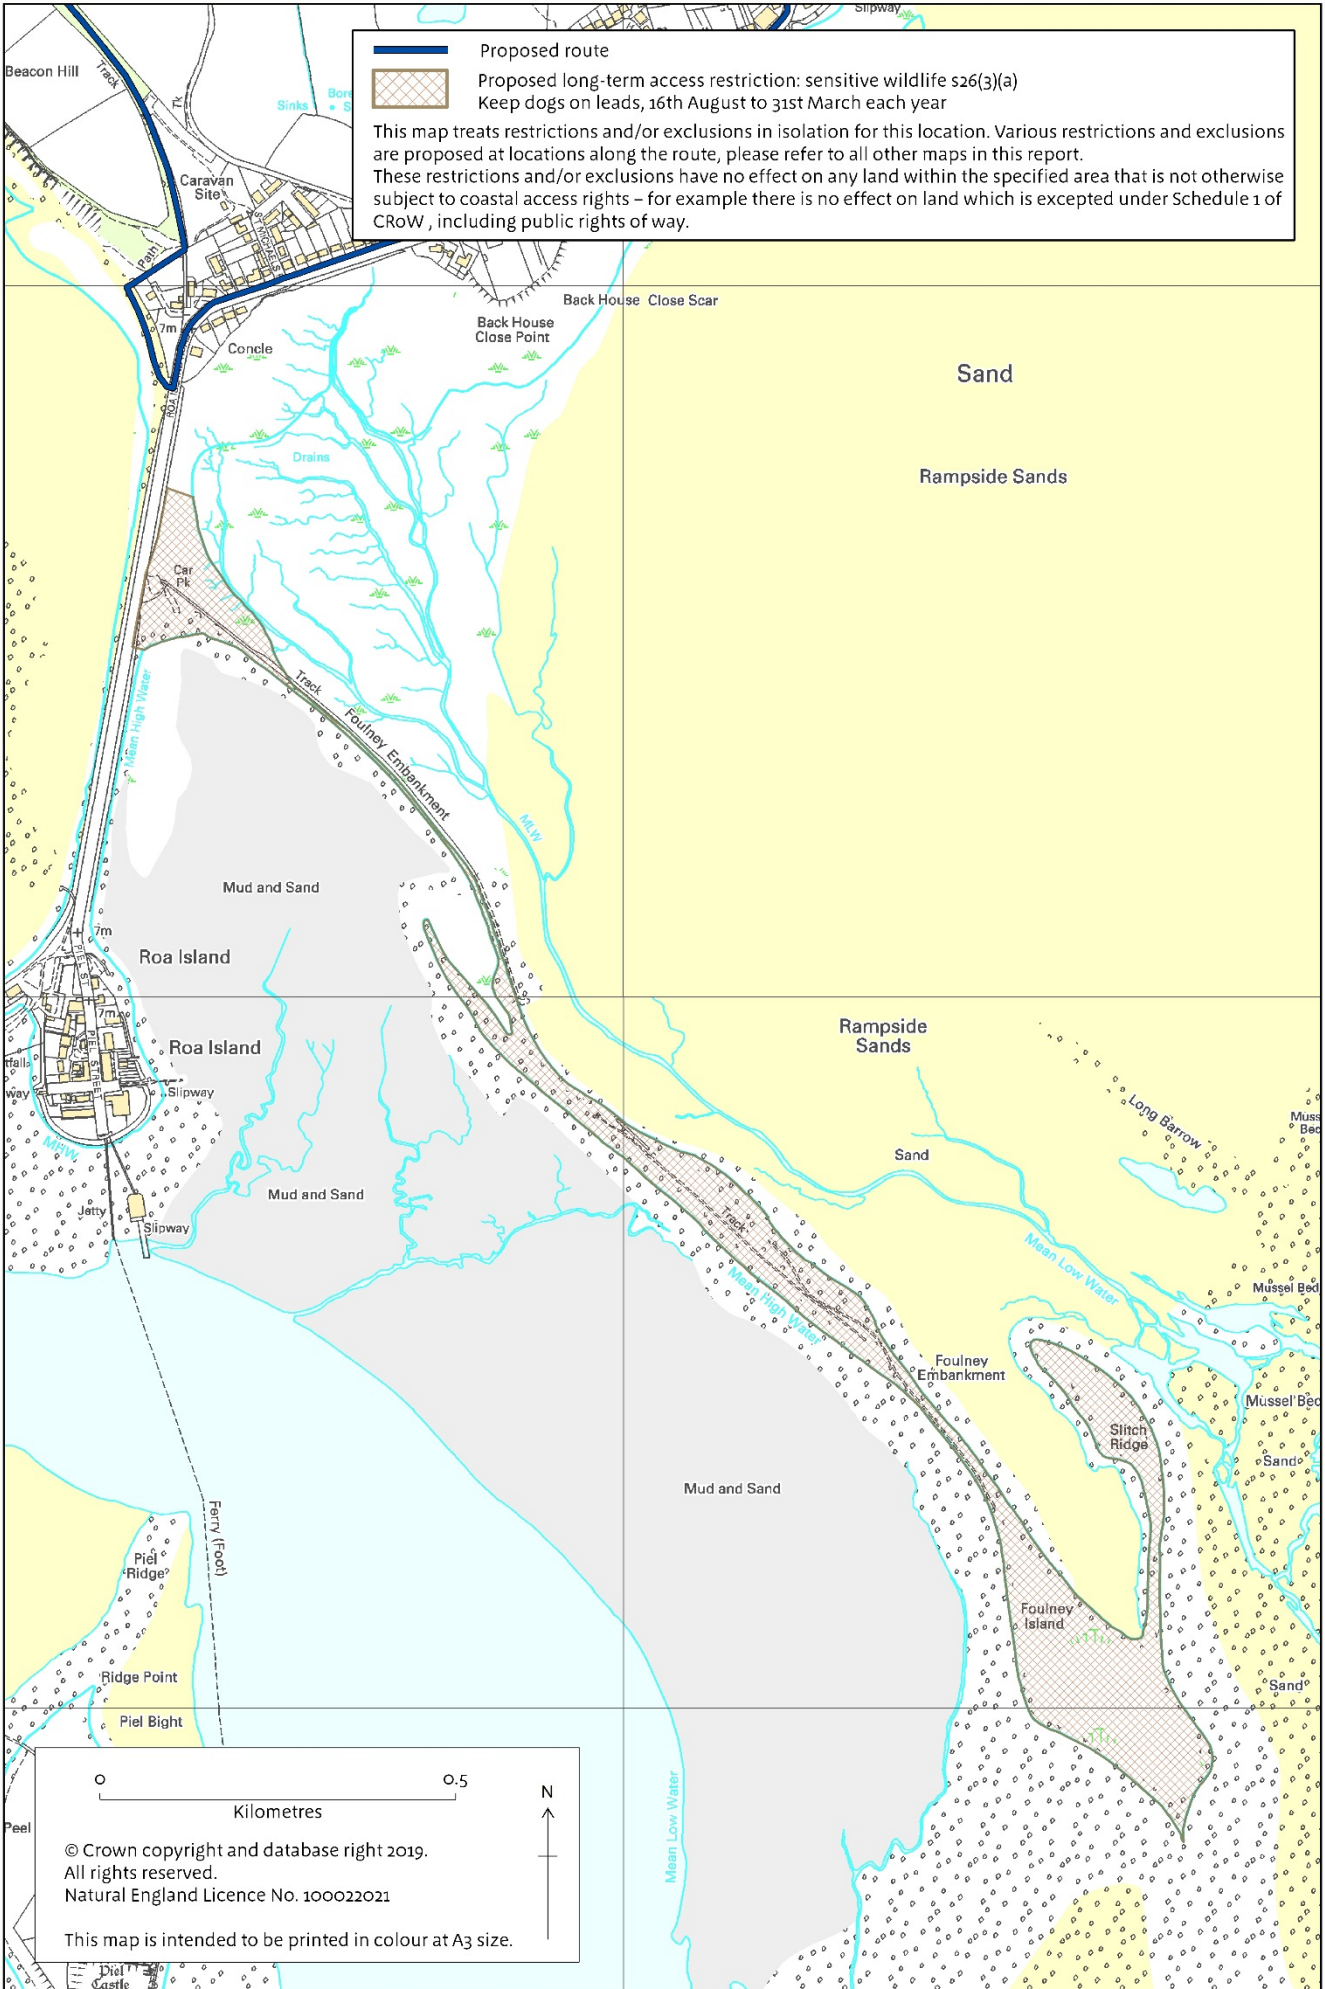 Slipway
Proposed route
Beacon Hill
Track
Tk
Sinks
Proposed long-term access restriction: sensitive wildlife s26(3)(a)
Keep dogs on leads, 16th August to 31st March each year
This map treats restrictions and/or exclusions in isolation for this location. Various restrictions and exclusions
are proposed at locations along the route, please refer to all other maps in this report.
These restrictions and/or exclusions have no effect on any land within the specified area that is not otherwise
subject to coastal access rights – for example there is no effect on land which is excepted under Schedule 1 of
CRoW , including public rights of way.
Caravan
Site
Path
7m
Concle
Back House Close Scar
Back House
Close Point
Sand
Drains
Rampside Sands
Car
Pk
Track
Foulney Embankment
Mean High Water
MLW
Mud and Sand
7m
Roa Island
PIEL ST
7m
Roa Island
PIEL STREET
Slipway
MHW
Rampside
Sands
Long Barrow
Sand
Mud and Sand
Jetty
Slipway
Track
Mean High Water
Mean Low Water
Mussel Bed
Foulney
Embankment
Mussel Bed
Slitch
Ridge
Sand
Mud and Sand
Ferry (Foot)
Piel
Ridge
Foulney
Island
Ridge Point
Sand
Piel Bight
Mean Low Water
Peel
0
0.5
Kilometres
N
© Crown copyright and database right 2019.
All rights reserved.
Natural England Licence No. 100022021
This map is intended to be printed in colour at A3 size.
Piel
Castle